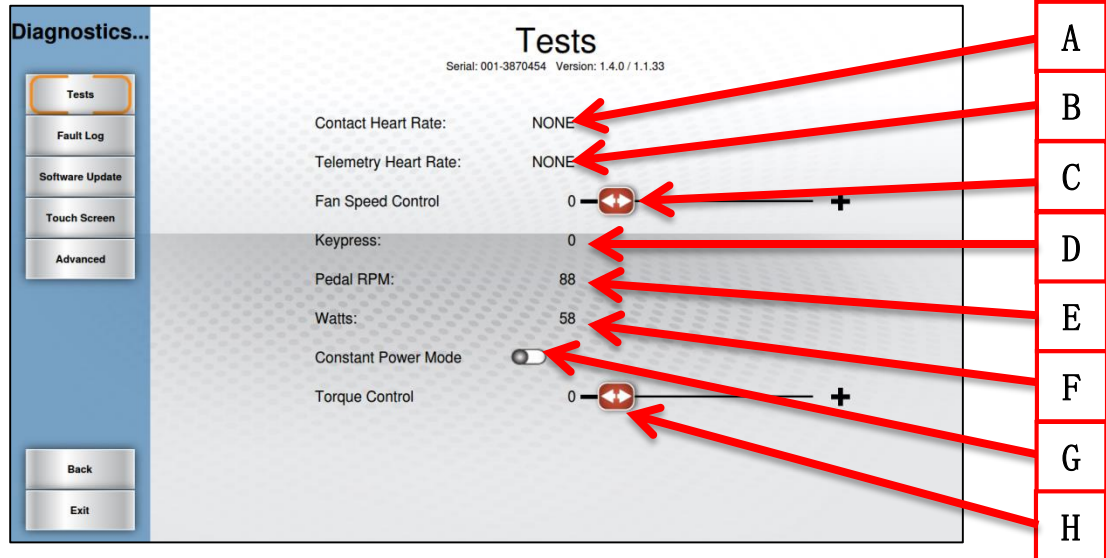 Diagnostics...
Tests
Fault Log
Software Update
Touch Screen
Advanced
Back
Exit
Tests
Serial: 001-3870454 Version: 1.4.0 / 1.1.33
Contact Heart Rate: NONE
Telemetry Heart Rate: NONE
Fan Speed Control 0
Keypress: 0
Pedal RPM: 88
Watts: 58
Constant Power Mode
Torque Control 0
A
B
C
D
E
F
G
H